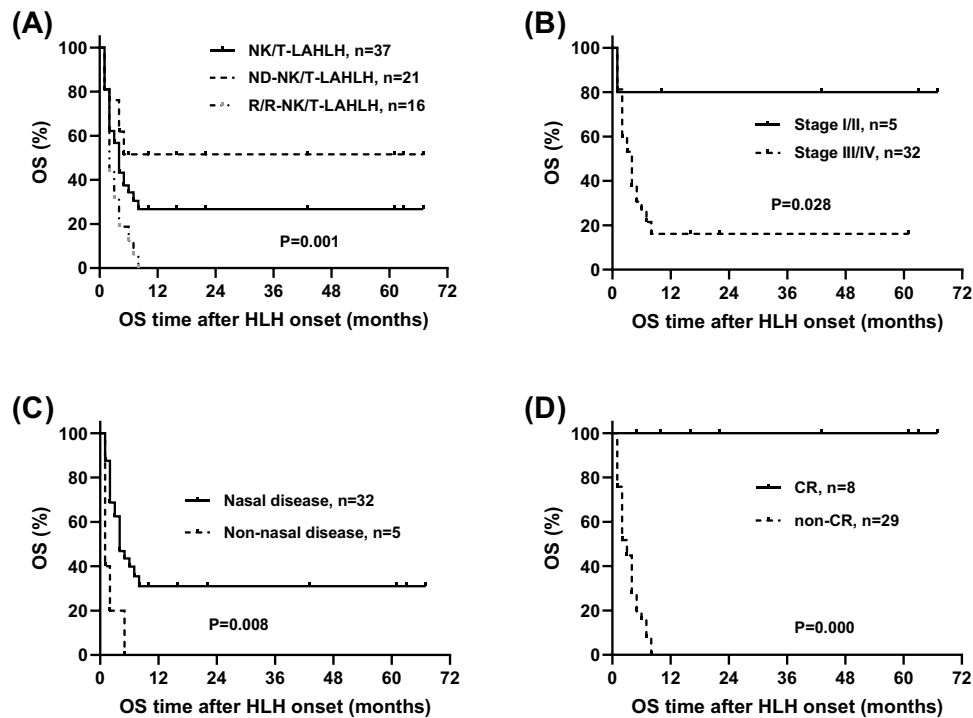 (A)
NK/T-LAHLH, n=37
ND-NK/T-LAHLH, n=21
R/R-NK/T-LAHLH, n=16
P=0.001
OS (%)
100
80
60
40
20
0
0 12 24 36 48 60 72
OS time after HLH onset (months)
(B)
Stage I/II, n=5
Stage III/IV, n=32
P=0.028
OS (%)
100
80
60
40
20
0
0 12 24 36 48 60 72
OS time after HLH onset (months)
(C)
Nasal disease, n=32
Non-nasal disease, n=5
P=0.008
OS (%)
100
80
60
40
20
0
0 12 24 36 48 60 72
OS time after HLH onset (months)
(D)
CR, n=8
non-CR, n=29
P=0.000
OS (%)
100
80
60
40
20
0
0 12 24 36 48 60 72
OS time after HLH onset (months)